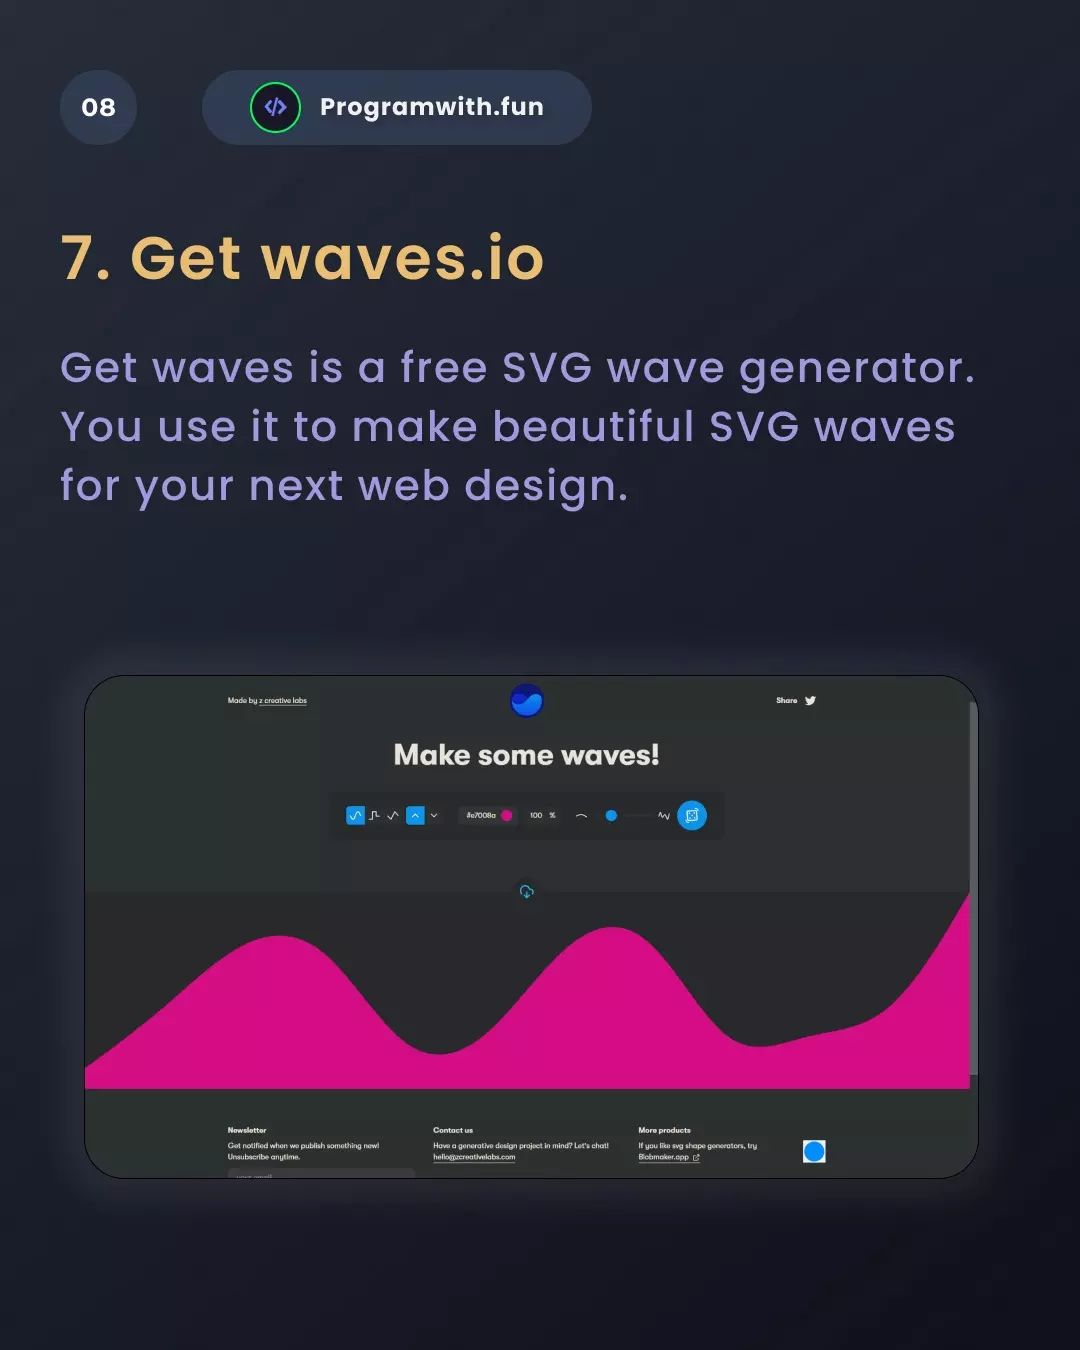 08
Programwith.fun
7. Get waves.io
Get waves is a free SVG wave generator.
You use it to make beautiful SVG waves
for your next web design.
Made by z creative labs
Share
Make some waves!
#e7008a
100 %
Newsletter
Get notified when we publish something new!
Unsubscribe anytime.
your email
Contact us
Have a generative design project in mind? Let's chat!
hello@zcreativelabs.com
More products
If you like svg shape generators, try
Blobmaker.app